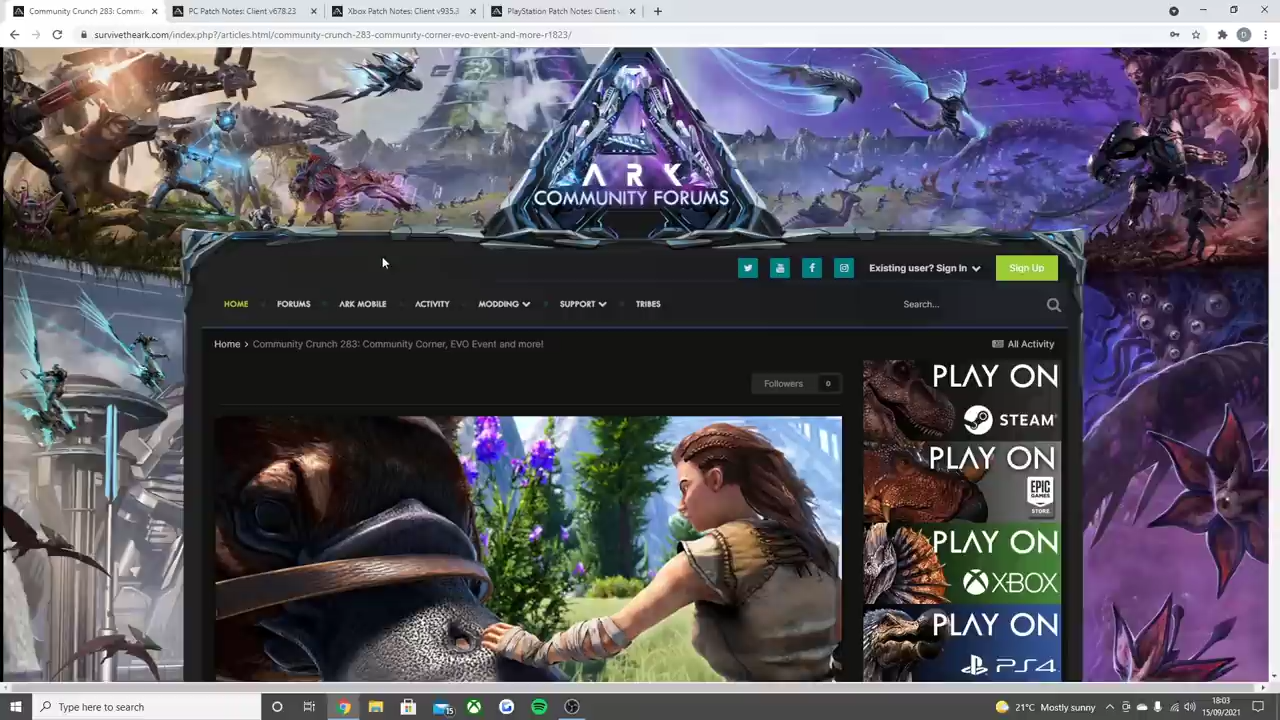 Community Crunch 283: Comm
PC Patch Notes: Client v678.23
Xbox Patch Notes: Client v935.3
PlayStation Patch Notes: Client v
survivetheark.com/index.php?/articles.html/community-crunch-283-community-corner-evo-event-and-more-r1823/
D
ARK
COMMUNITY FORUMS
Existing user? Sign In
Sign Up
HOME
FORUMS
ARK MOBILE
ACTIVITY
MODDING
SUPPORT
TRIBES
Search...
Home > Community Crunch 283: Community Corner, EVO Event and more!
All Activity
Followers 0
PLAY ON
STEAM
PLAY ON
EPIC
GAMES
STORE
PLAY ON
XBOX
PLAY ON
PS4
Type here to search
15
21°C Mostly sunny
18:03
15/09/2021